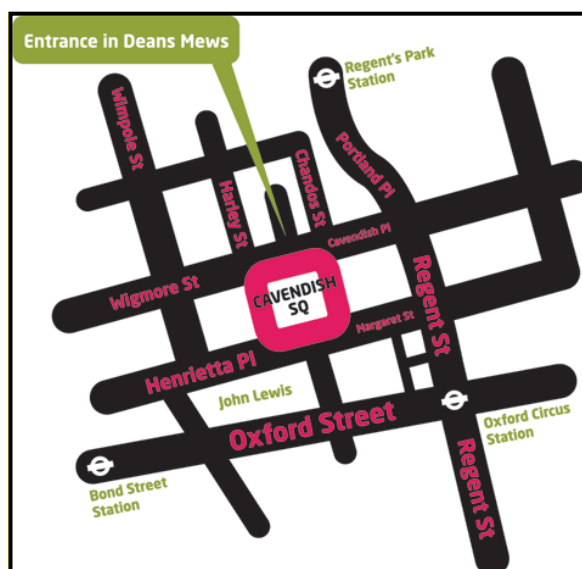 Entrance in Deans Mews
Regent's Park
Station
Wimpole St
Harley St
Chandos St
Portland Pl
Cavendish Pl
Wigmore St
CAVENDISH
SQ
Regent St
Margaret St
Henrietta Pl
John Lewis
Oxford Street
Oxford Circus
Station
Bond Street
Station
Regent St